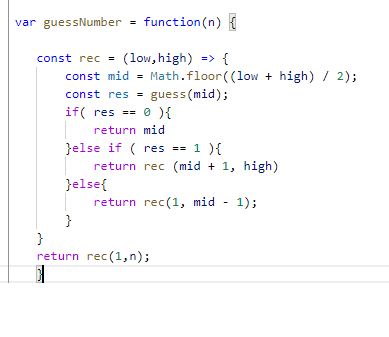 var guessNumber = function(n) {
const rec = (low,high) => {
const mid = Math.floor((low + high) / 2);
const res = guess(mid);
if( res == 0 ){
return mid
}else if ( res == 1 ){
return rec (mid + 1, high)
}else{
return rec(1, mid - 1);
}
}
return rec(1,n);
}